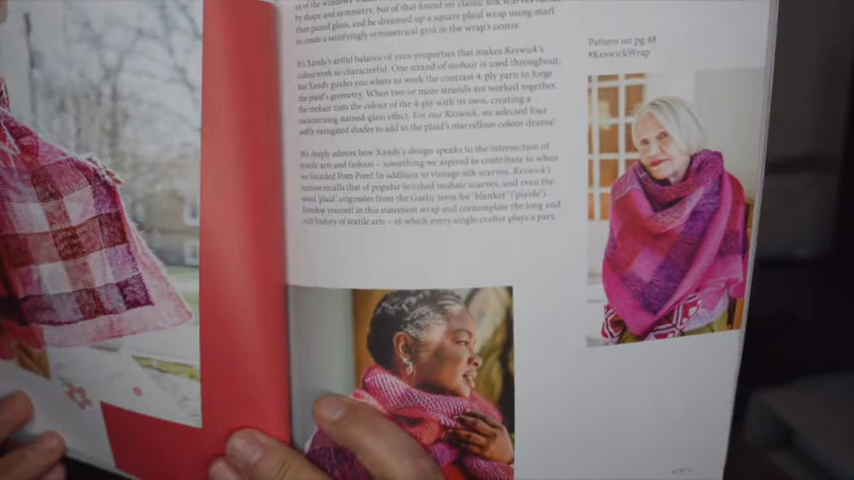 by shape and symmetry, but of that found on classic silk scarves, rather
than paned glass, and he dreamed up a square plaid wrap using marl
to create a satisfyingly symmetrical grid in the wrap's centre.
It's Xandy's artful balance of yarn properties that makes Keswick's
colourwork so characterful. One strand of mohair is used throughout,
but Xandy guides you where to work the contrast 4-ply yarn to forge
the plaid's geometry. When two or more strands are worked together,
the mohair tints the colour of the 4-ply with its own, creating a
mesmerising stained-glass effect. For our Keswick, we selected four
softly variegated shades to add to the plaid's marvellous colour drama!
We deeply admire how Xandy's design speaks to the intersection of
textile arts and fashion – something we aspired to contribute to when
we founded Pom Pom! In addition to vintage silk scarves, Keswick's
texture recalls that of popular brushed mohair scarves, and even the
word 'plaid' originates from the Gaelic term for 'blanket' ('plaide').
Envelop yourself in this statement wrap and contemplate the long and
rich history of textile arts – in which every single crafter plays a part.
Pattern on pg 48
#KeswickWrap